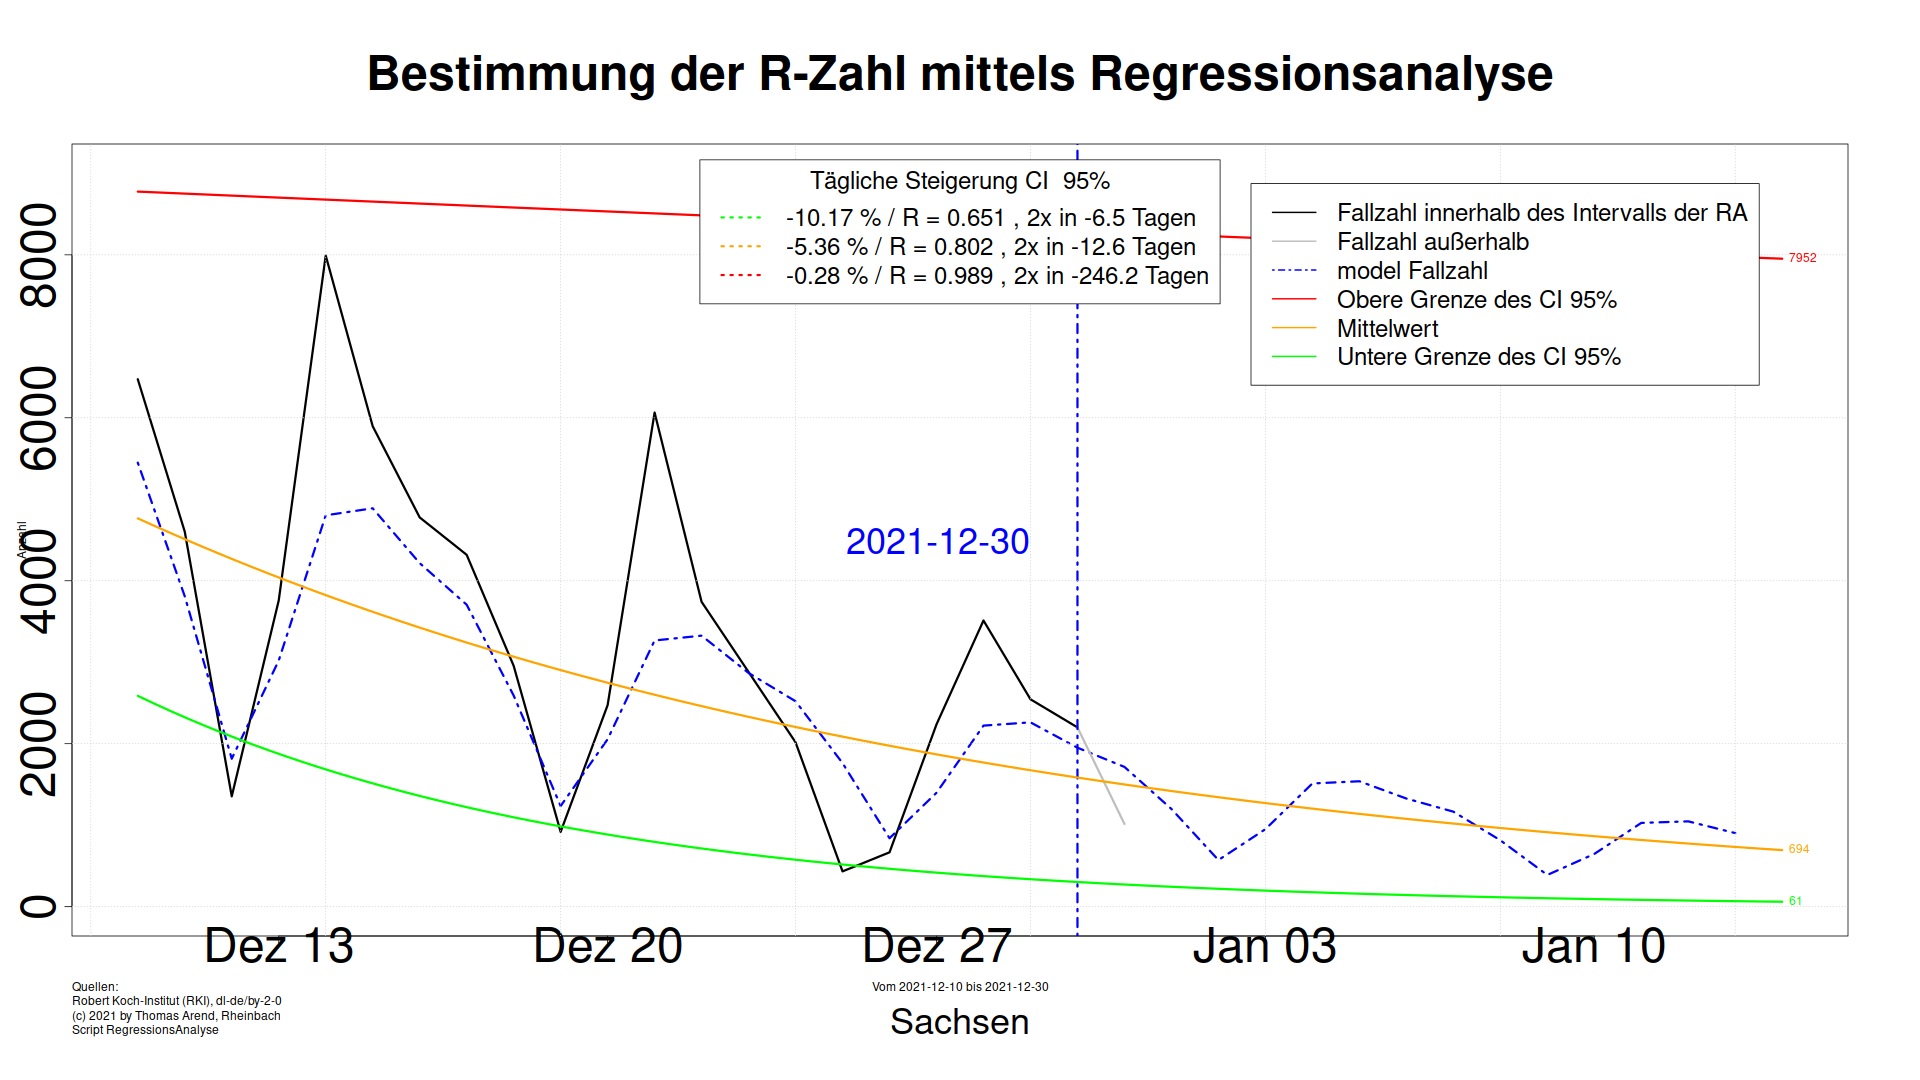 Bestimmung der R-Zahl mittels Regressionsanalyse
Tägliche Steigerung CI  95%
-10.17 % / R = 0.651 , 2x in -6.5 Tagen
-5.36 % / R = 0.802 , 2x in -12.6 Tagen
-0.28 % / R = 0.989 , 2x in -246.2 Tagen
Fallzahl innerhalb des Intervalls der RA
Fallzahl außerhalb
model Fallzahl
Obere Grenze des CI 95%
Mittelwert
Untere Grenze des CI 95%
8000
6000
4000
2000
0
Anzahl
7952
2021-12-30
694
61
Dez 13
Dez 20
Dez 27
Jan 03
Jan 10
Quellen:
Robert Koch-Institut (RKI), dl-de/by-2-0
(c) 2021 by Thomas Arend, Rheinbach
Script RegressionsAnalyse
Vom 2021-12-10 bis 2021-12-30
Sachsen